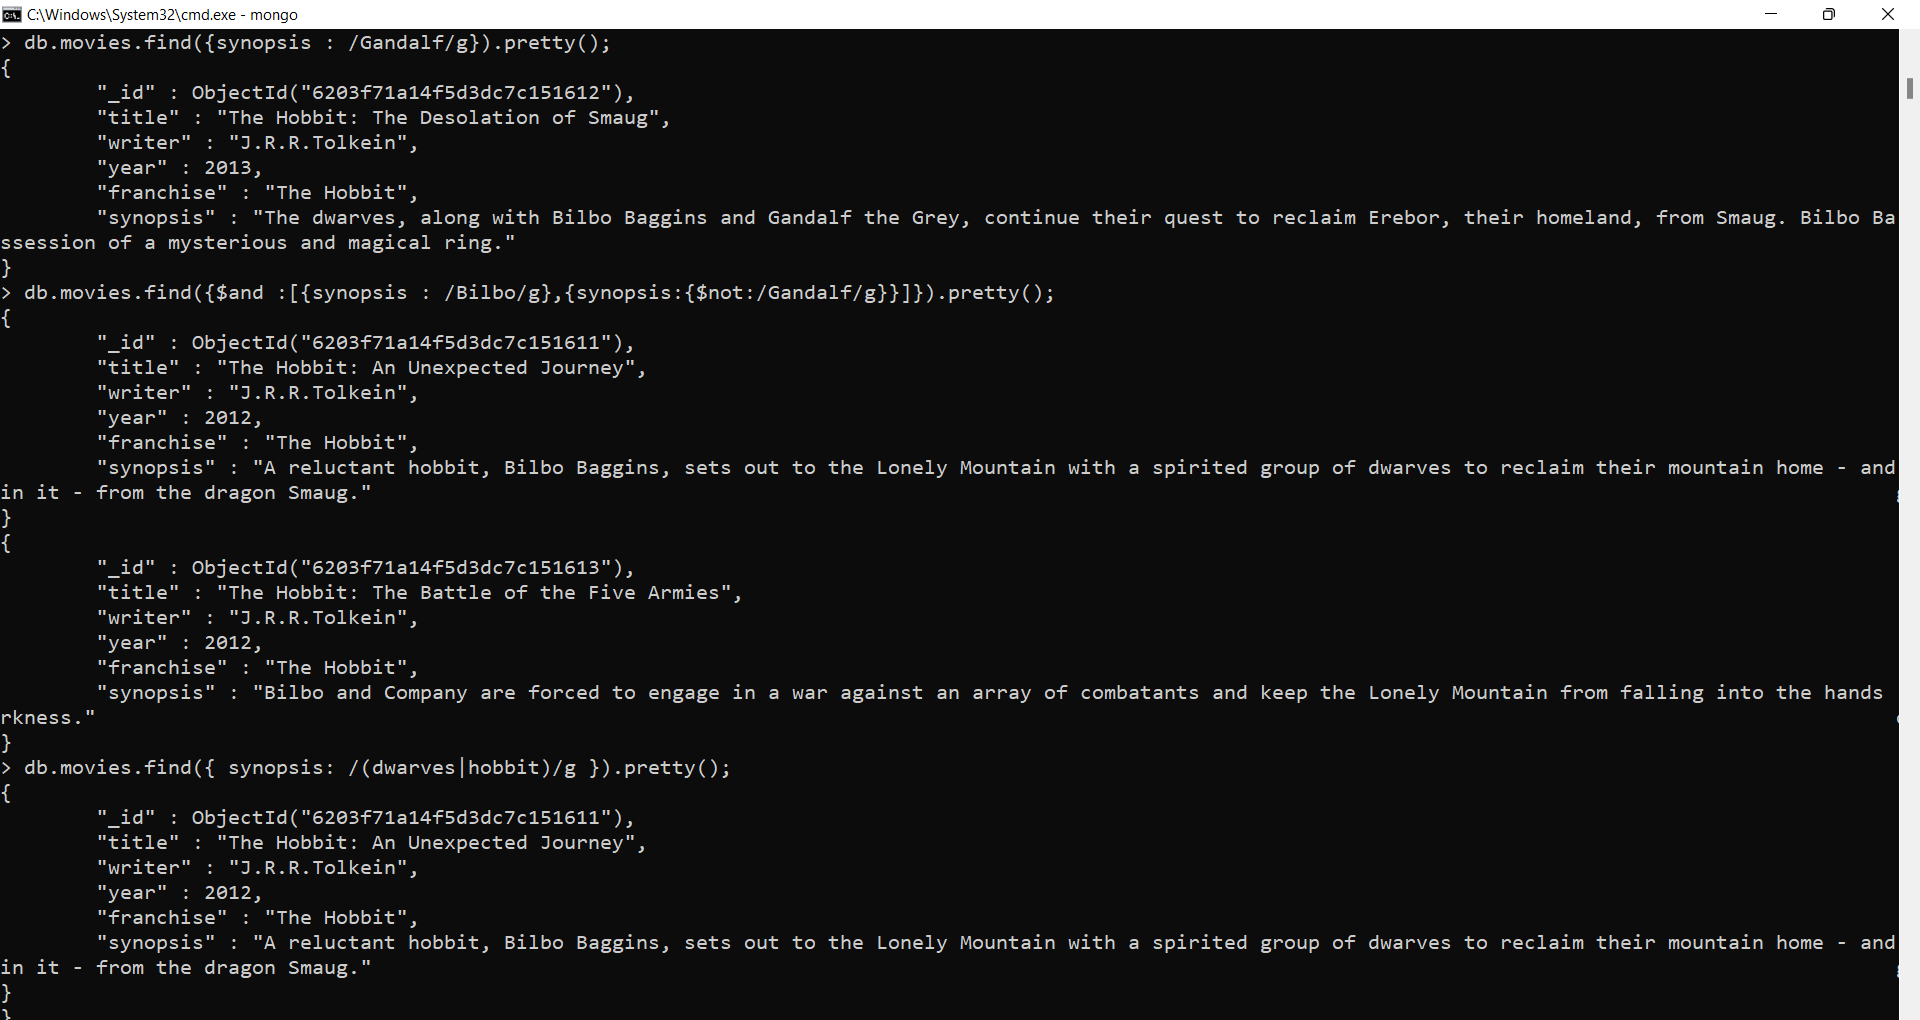 C:\Windows\System32\cmd.exe - mongo
> db.movies.find({synopsis : /Gandalf/g}).pretty();
{
        "_id" : ObjectId("6203f71a14f5d3dc7c151612"),
        "title" : "The Hobbit: The Desolation of Smaug",
        "writer" : "J.R.R.Tolkein",
        "year" : 2013,
        "franchise" : "The Hobbit",
        "synopsis" : "The dwarves, along with Bilbo Baggins and Gandalf the Grey, continue their quest to reclaim Erebor, their homeland, from Smaug. Bilbo Ba
ssession of a mysterious and magical ring."
}
> db.movies.find({$and :[{synopsis : /Bilbo/g},{synopsis:{$not:/Gandalf/g}}]}).pretty();
{
        "_id" : ObjectId("6203f71a14f5d3dc7c151611"),
        "title" : "The Hobbit: An Unexpected Journey",
        "writer" : "J.R.R.Tolkein",
        "year" : 2012,
        "franchise" : "The Hobbit",
        "synopsis" : "A reluctant hobbit, Bilbo Baggins, sets out to the Lonely Mountain with a spirited group of dwarves to reclaim their mountain home - and
in it - from the dragon Smaug."
}
{
        "_id" : ObjectId("6203f71a14f5d3dc7c151613"),
        "title" : "The Hobbit: The Battle of the Five Armies",
        "writer" : "J.R.R.Tolkein",
        "year" : 2012,
        "franchise" : "The Hobbit",
        "synopsis" : "Bilbo and Company are forced to engage in a war against an array of combatants and keep the Lonely Mountain from falling into the hands
rkness."
}
> db.movies.find({ synopsis: /(dwarves|hobbit)/g }).pretty();
{
        "_id" : ObjectId("6203f71a14f5d3dc7c151611"),
        "title" : "The Hobbit: An Unexpected Journey",
        "writer" : "J.R.R.Tolkein",
        "year" : 2012,
        "franchise" : "The Hobbit",
        "synopsis" : "A reluctant hobbit, Bilbo Baggins, sets out to the Lonely Mountain with a spirited group of dwarves to reclaim their mountain home - and
in it - from the dragon Smaug."
}